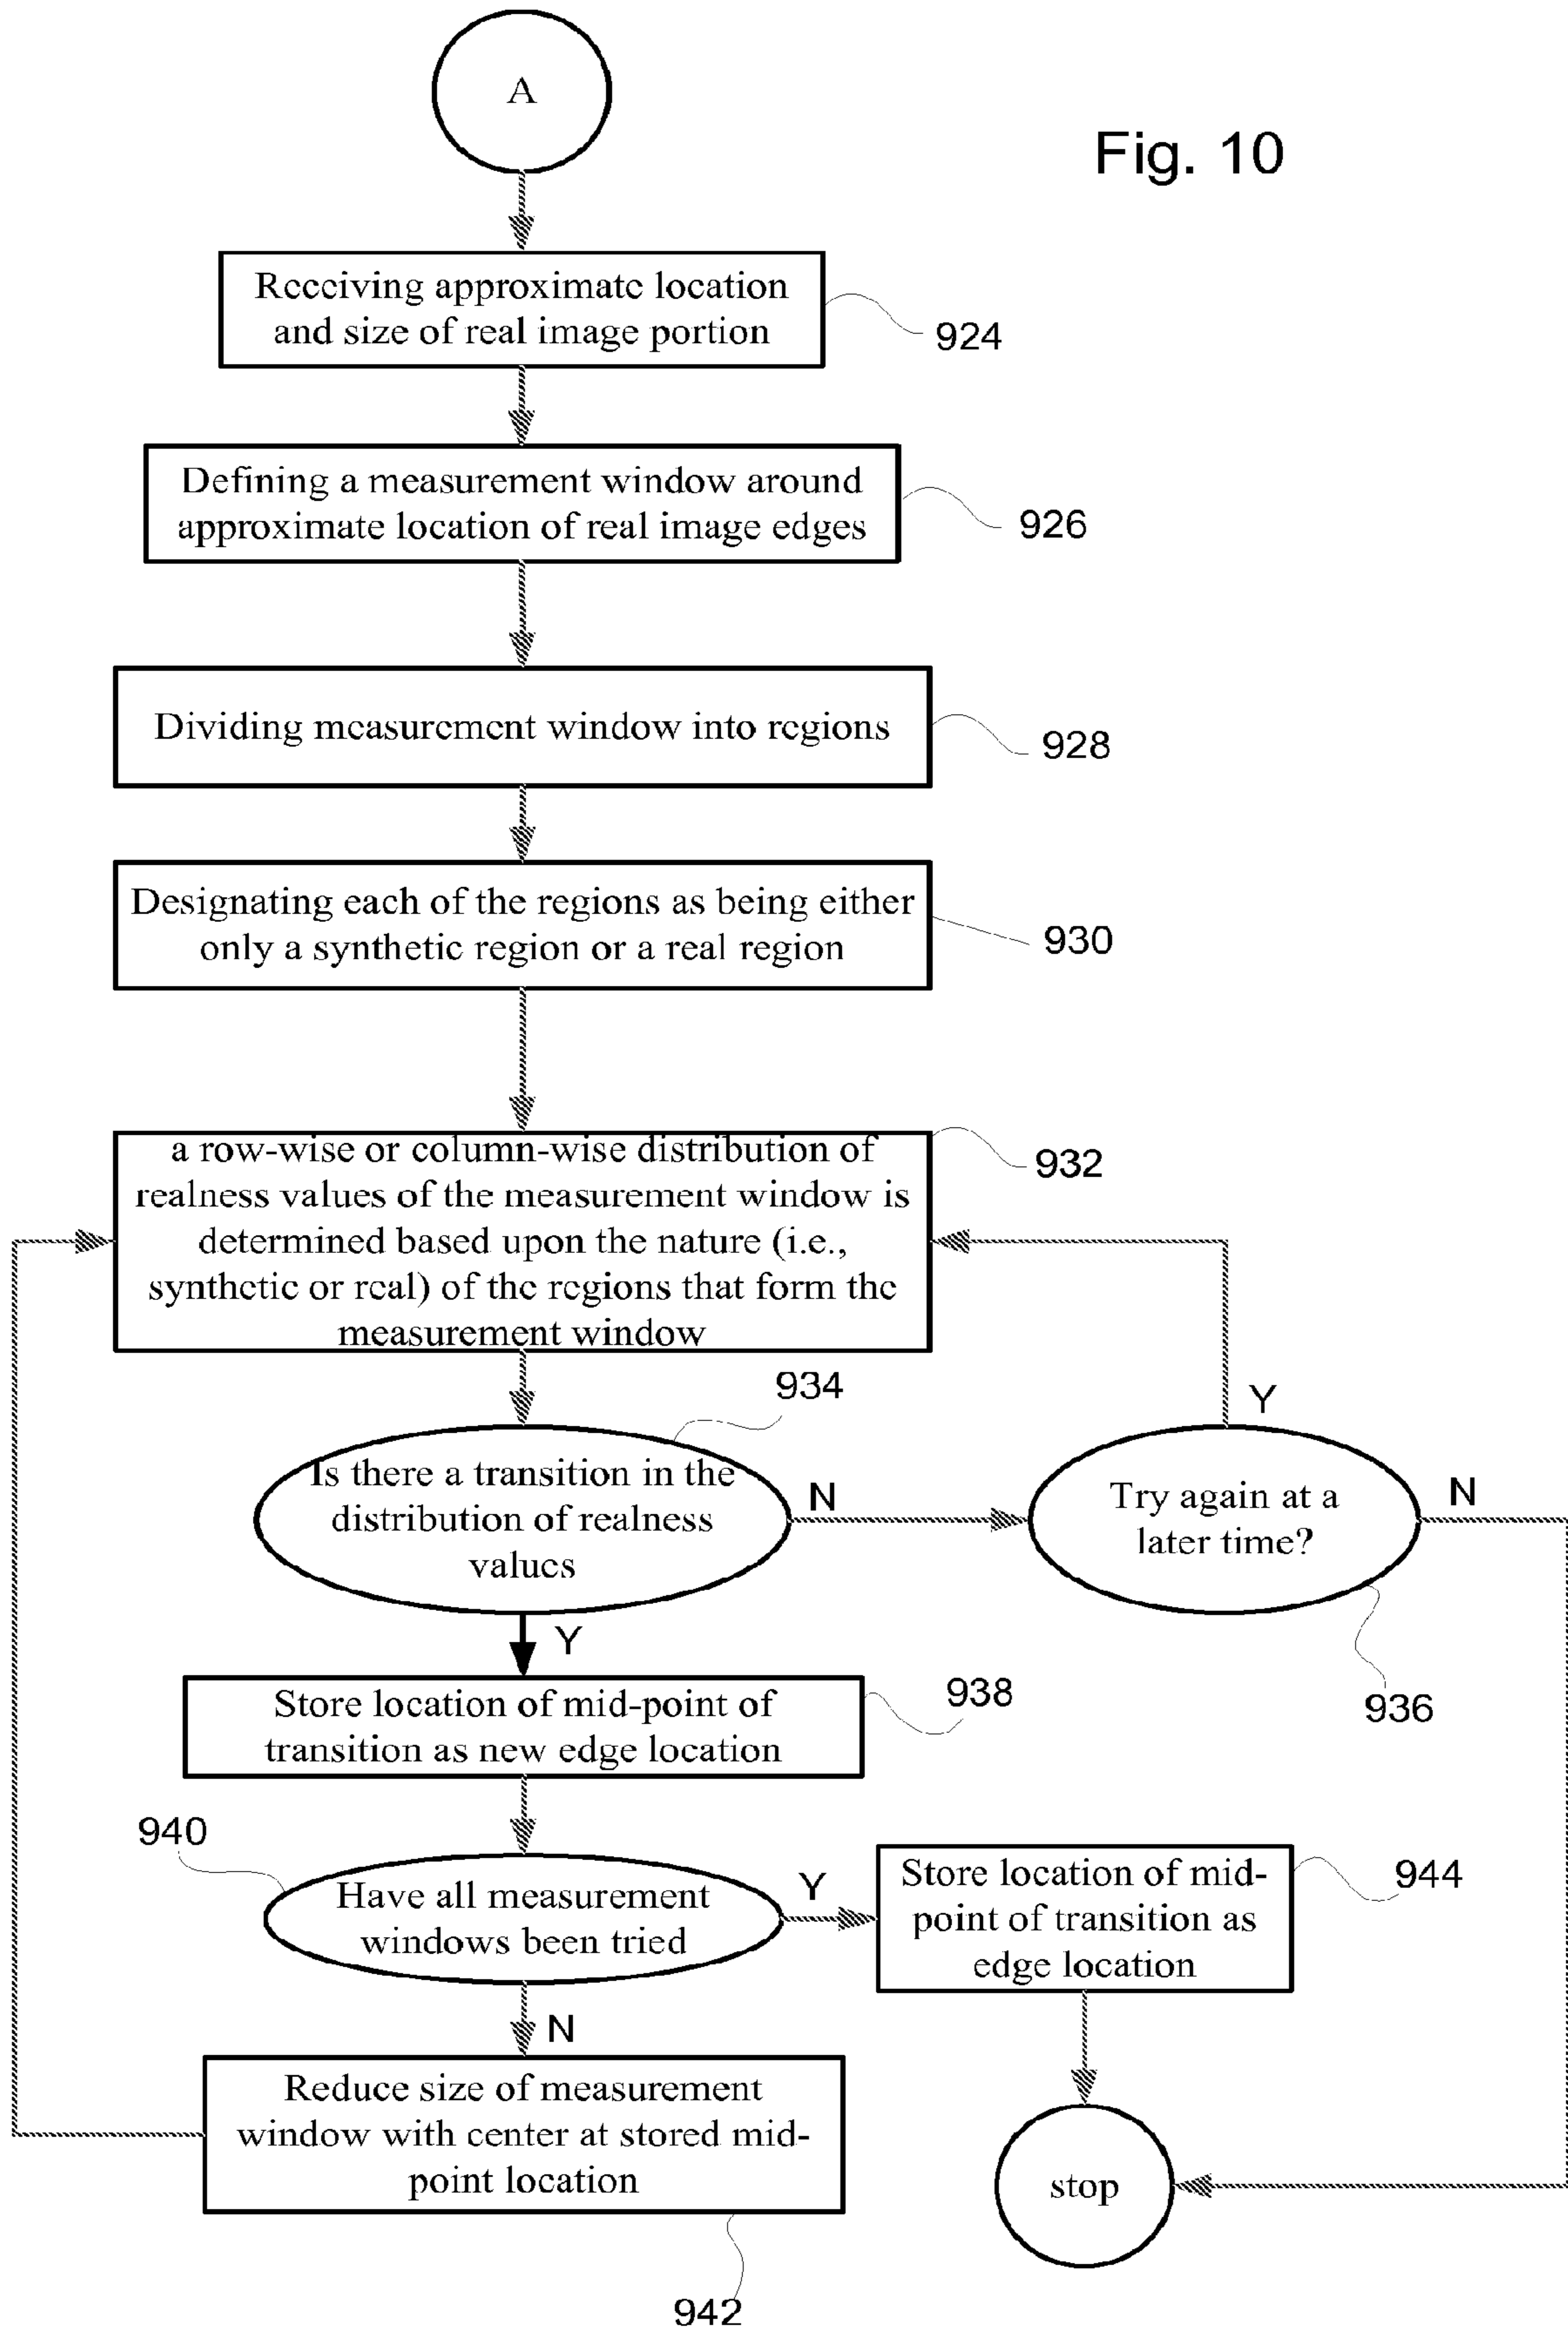 A
Fig. 10
Receiving approximate location
and size of real image portion
924
Defining a measurement window around
approximate location of real image edges
926
Dividing measurement window into regions
928
Designating each of the regions as being either
only a synthetic region or a real region
930
a row-wise or column-wise distribution of
realness values of the measurement window is
determined based upon the nature (i.e.,
synthetic or real) of the regions that form the
measurement window
932
934
Is there a transition in the
distribution of realness
values
N
Y
Try again at a
later time?
N
936
Y
Store location of mid-point of
transition as new edge location
938
940
Have all measurement
windows been tried
Y
Store location of mid-
point of transition as
edge location
944
N
Reduce size of measurement
window with center at stored mid-
point location
942
stop